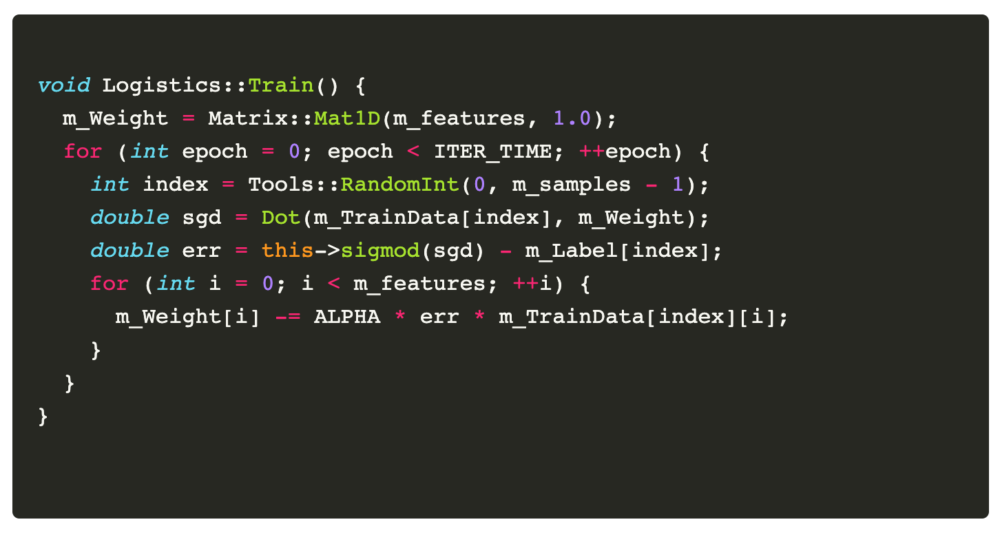 void Logistics::Train() {
  m_Weight = Matrix::Mat1D(m_features, 1.0);
  for (int epoch = 0; epoch < ITER_TIME; ++epoch) {
    int index = Tools::RandomInt(0, m_samples - 1);
    double sgd = Dot(m_TrainData[index], m_Weight);
    double err = this->sigmod(sgd) - m_Label[index];
    for (int i = 0; i < m_features; ++i) {
      m_Weight[i] -= ALPHA * err * m_TrainData[index][i];
    }
  }
}